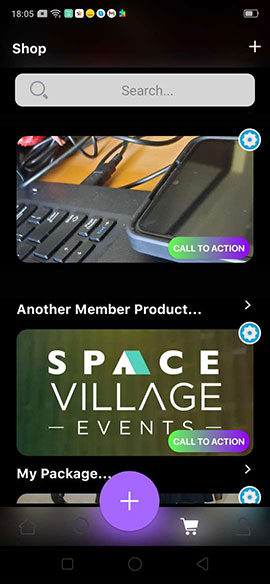 18:05
Shop
Search...
CALL TO ACTION
Another Member Product...
SPACE
VILLAGE
EVENTS
CALL TO ACTION
My Package...